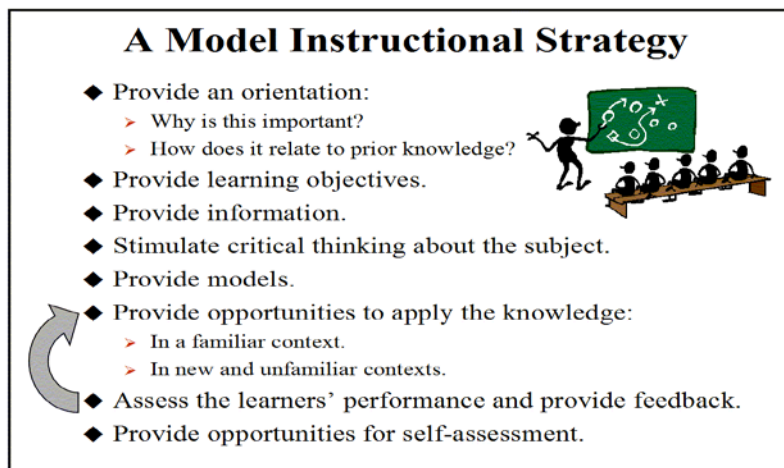 A Model Instructional Strategy
◆ Provide an orientation:
➢ Why is this important?
➢ How does it relate to prior knowledge?
◆ Provide learning objectives.
◆ Provide information.
◆ Stimulate critical thinking about the subject.
◆ Provide models.
◆ Provide opportunities to apply the knowledge:
➢ In a familiar context.
➢ In new and unfamiliar contexts.
◆ Assess the learners' performance and provide feedback.
◆ Provide opportunities for self-assessment.